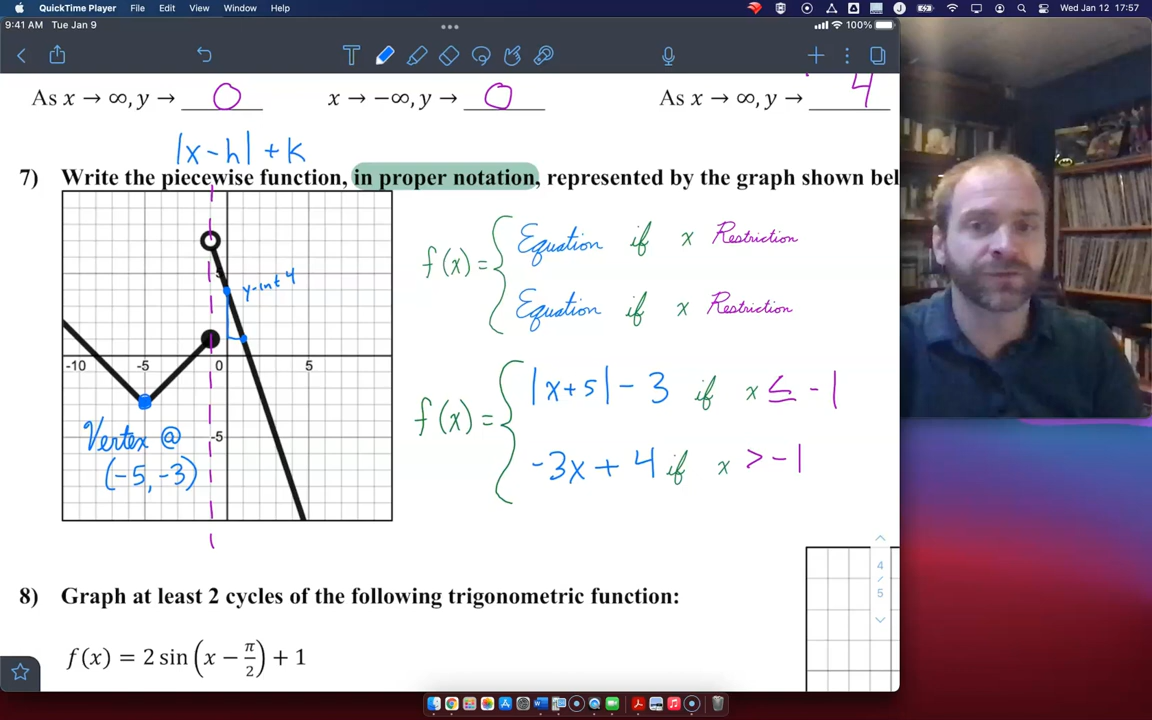 QuickTime Player File Edit View Window Help 100% Wed Jan 12 17:57
9:41 AM Tue Jan 9 100%
As x → ∞, y → 0 x → −∞, y → 0 As x → ∞, y → 4
|x-h| + k
7) Write the piecewise function, in proper notation, represented by the graph shown bel
f(x) = { Equation if x Restriction
Equation if x Restriction
y-int 4
-10 -5 0 5
-5
Vertex @
(-5, -3)
f(x) = { |x+5| - 3 if x ≤ -1
-3x + 4 if x > -1
4
/
5
8) Graph at least 2 cycles of the following trigonometric function:
f(x) = 2 sin(x − π/2) + 1